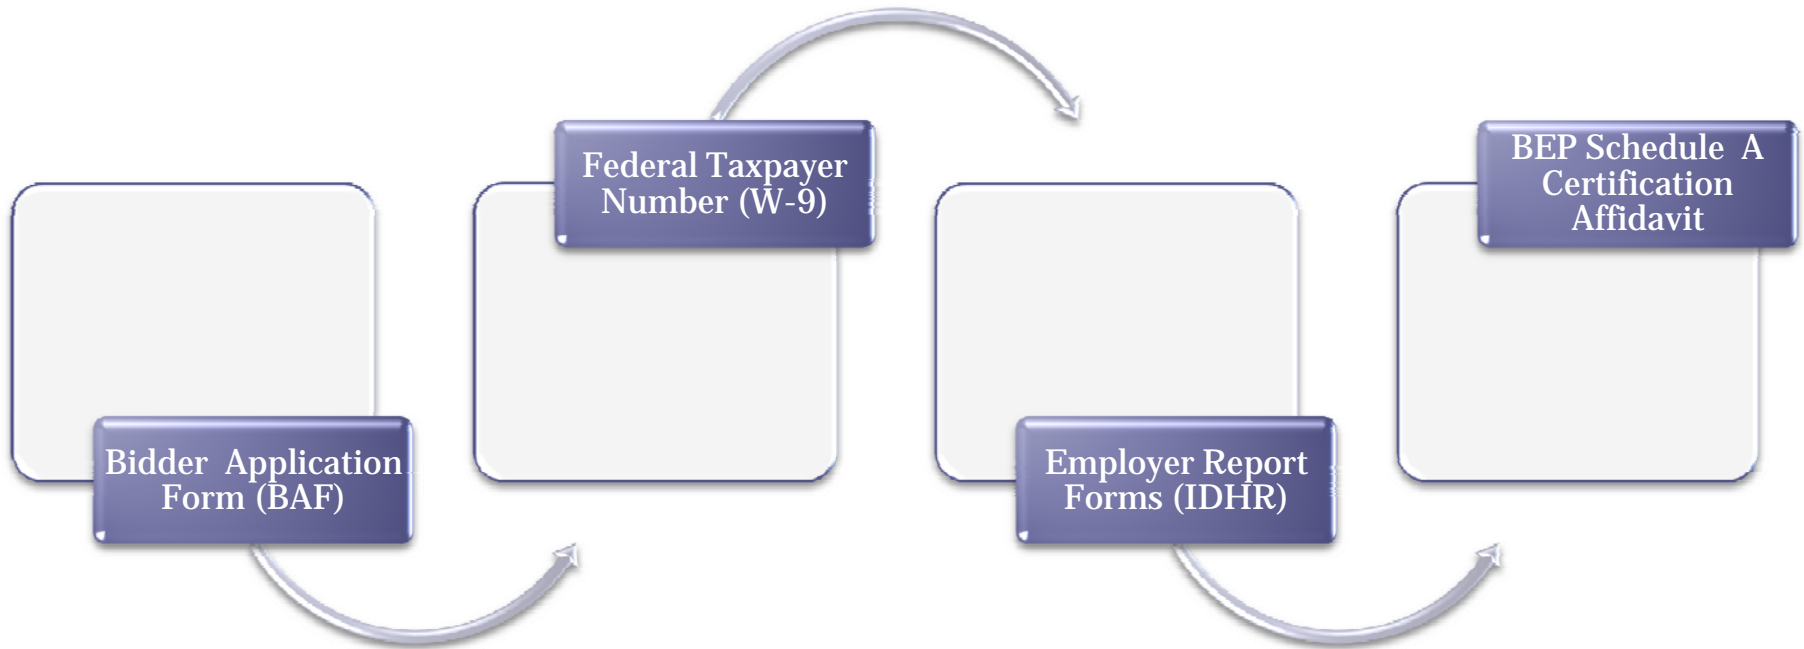 Bidder Application
Form (BAF)
Federal Taxpayer
Number (W-9)
Employer Report
Forms (IDHR)
BEP Schedule A
Certification
Affidavit